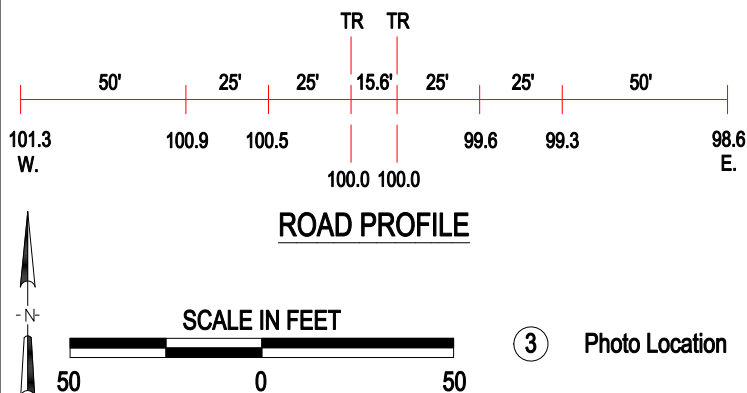 TR TR
50' 25' 25' 15.6' 25' 25' 50'
101.3 100.9 100.5 99.6 99.3 98.6
W. E.
100.0 100.0
ROAD PROFILE
-N-
SCALE IN FEET
3 Photo Location
50 0 50